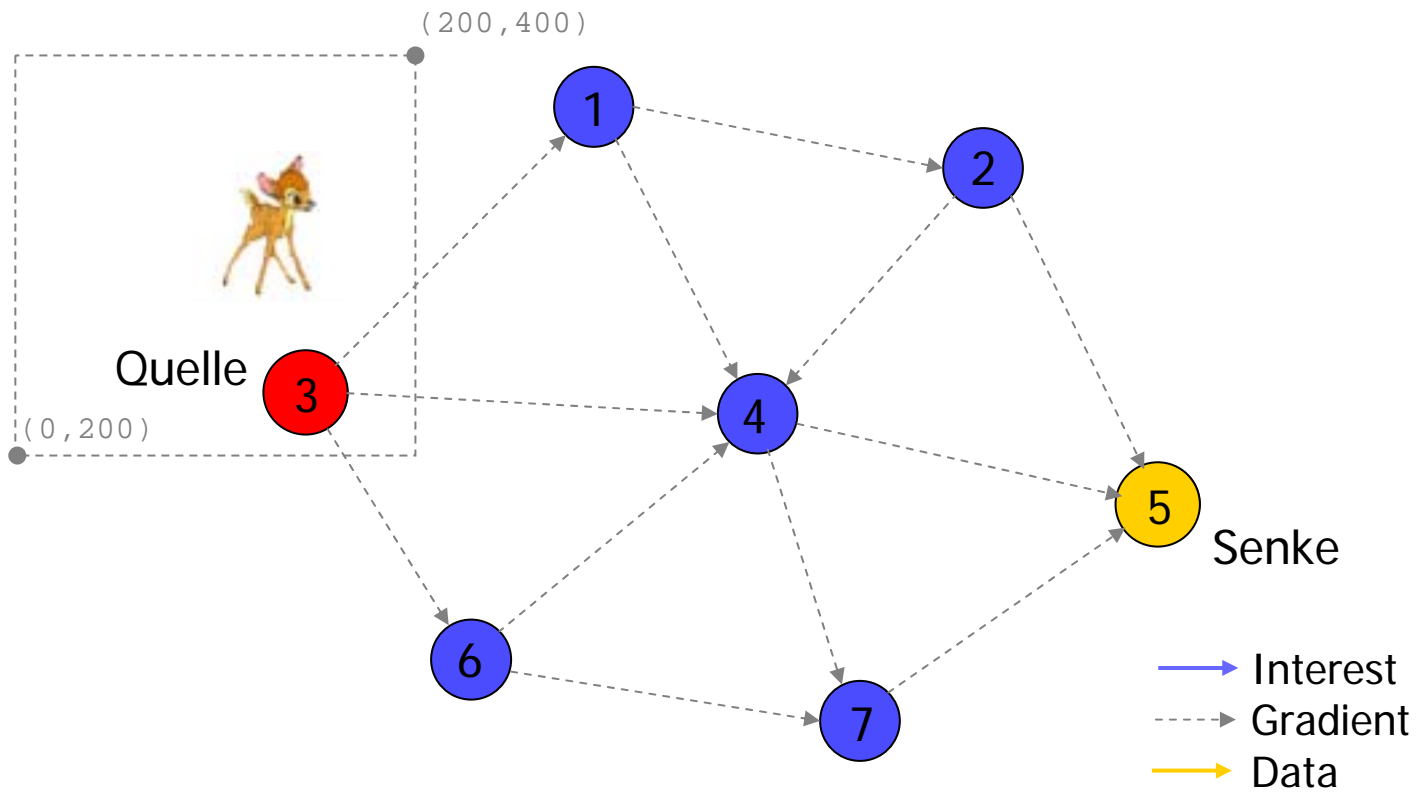 (200,400)
1
2
Quelle
3
(0,200)
4
5
Senke
6
7
Interest
Gradient
Data